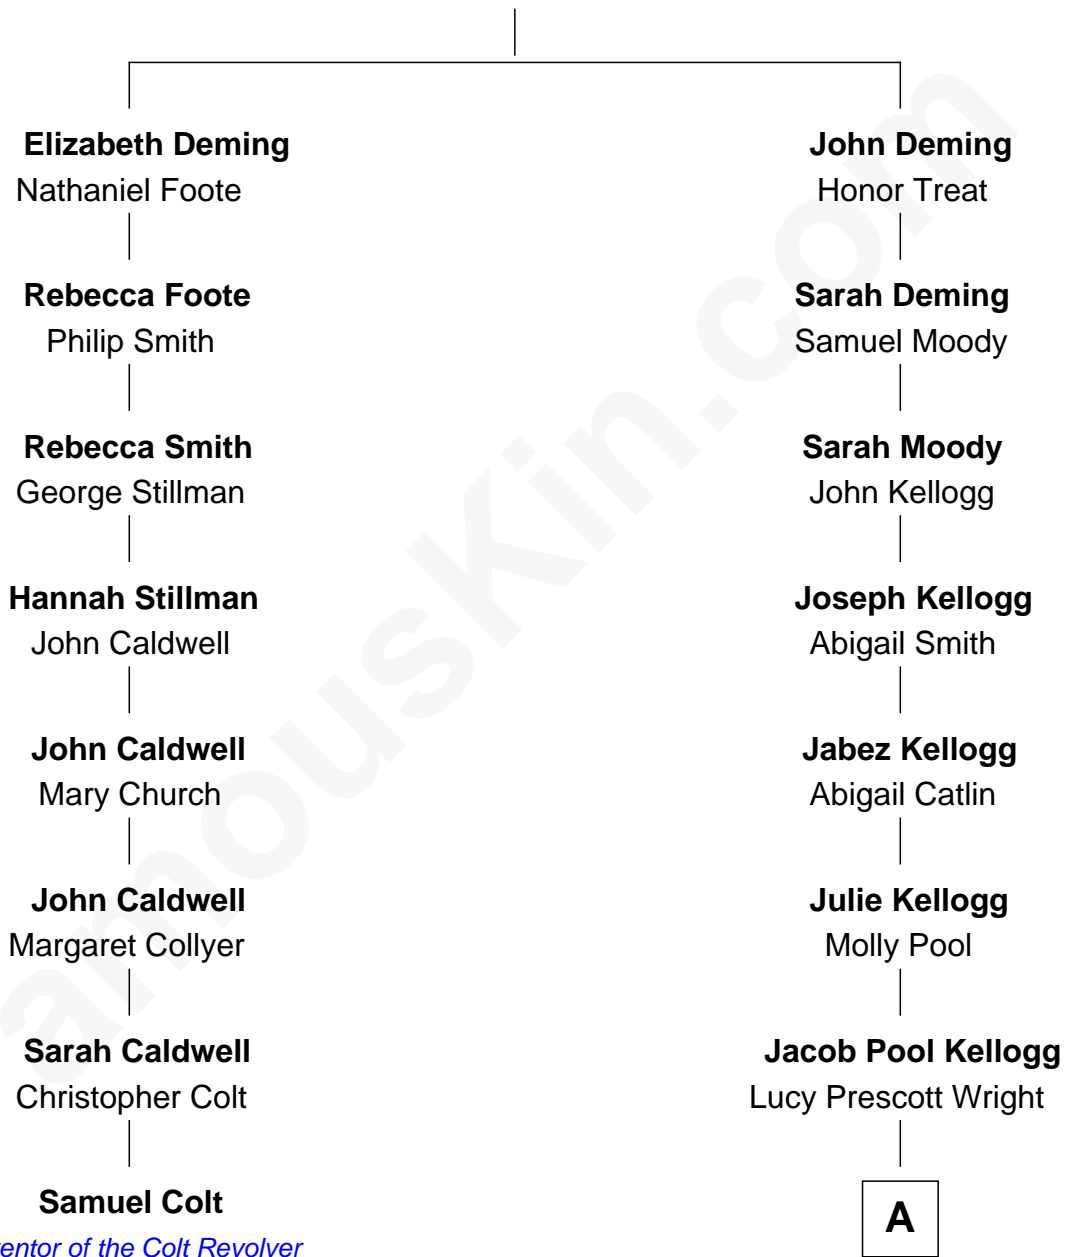 Elizabeth Deming
Nathaniel Foote
Rebecca Foote
Philip Smith
Rebecca Smith
George Stillman
Hannah Stillman
John Caldwell
John Caldwell
Mary Church
John Caldwell
Margaret Collyer
Sarah Caldwell
Christopher Colt
Samuel Colt
entor of the Colt Revolver
John Deming
Honor Treat
Sarah Deming
Samuel Moody
Sarah Moody
John Kellogg
Joseph Kellogg
Abigail Smith
Jabez Kellogg
Abigail Catlin
Julie Kellogg
Molly Pool
Jacob Pool Kellogg
Lucy Prescott Wright
A
amouskin.com